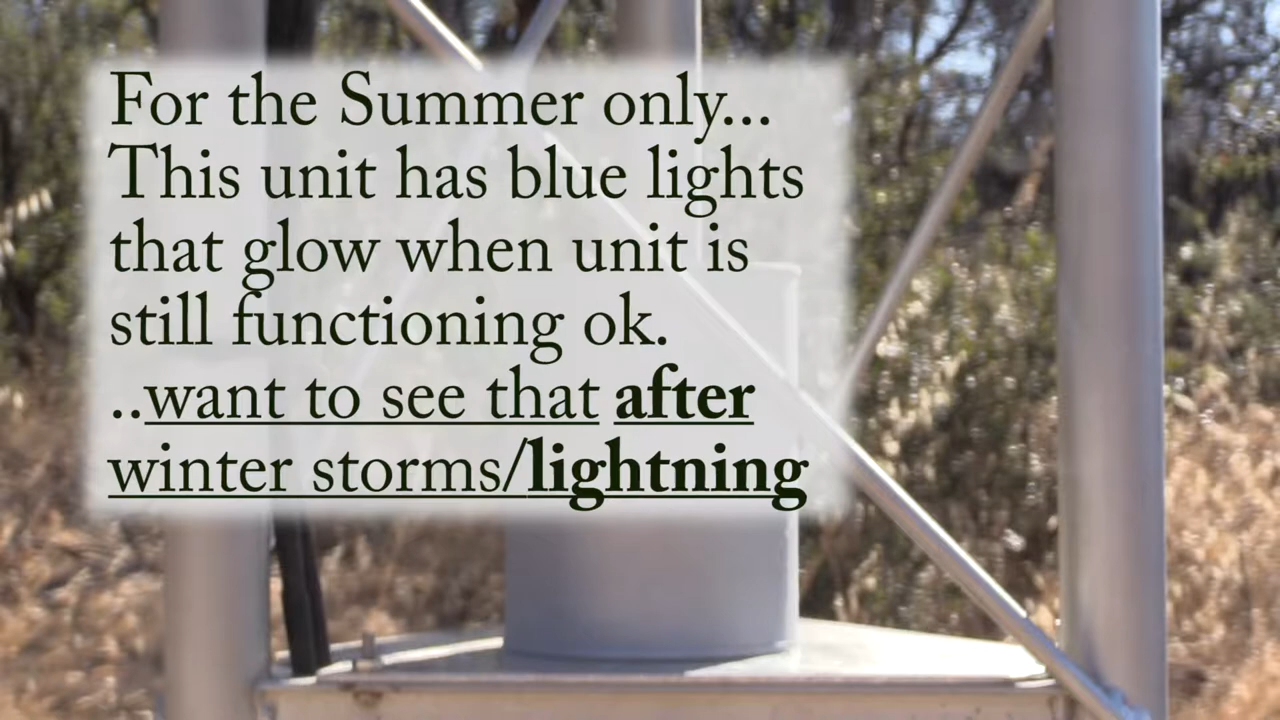 For the Summer only...
This unit has blue lights
that glow when unit is
still functioning ok.
..want to see that after
winter storms/lightning